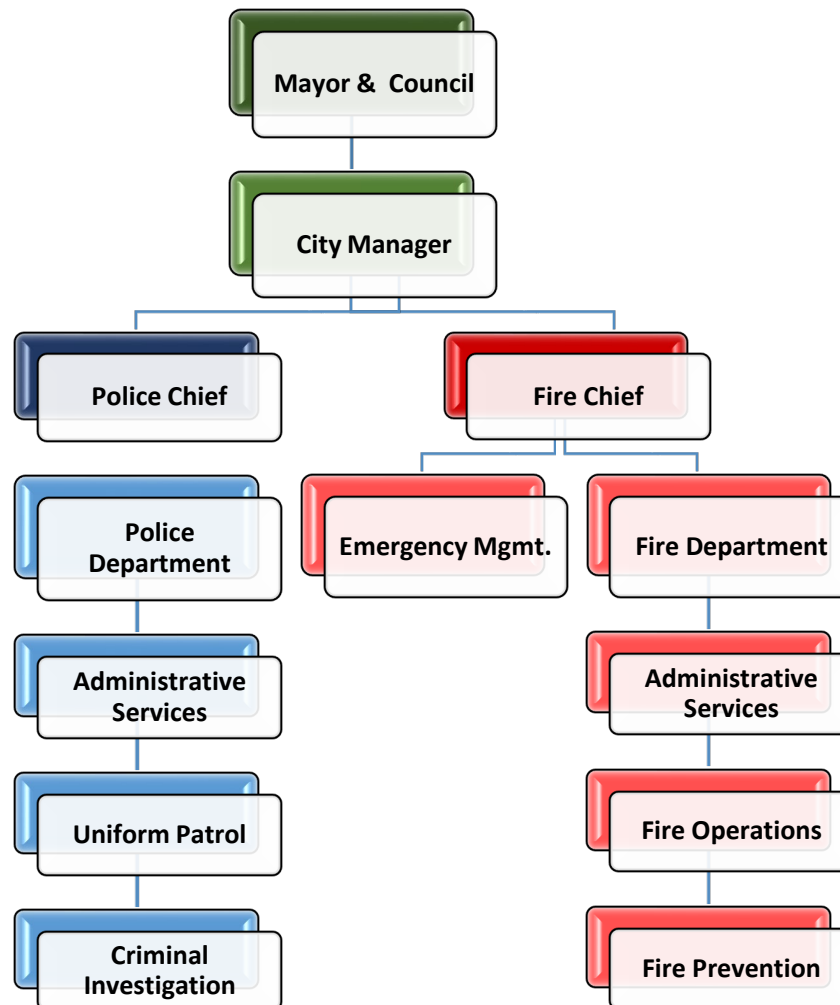 Mayor & Council
City Manager
Police Chief
Fire Chief
Police
Department
Emergency Mgmt.
Fire Department
Administrative
Services
Administrative
Services
Uniform Patrol
Fire Operations
Criminal
Investigation
Fire Prevention